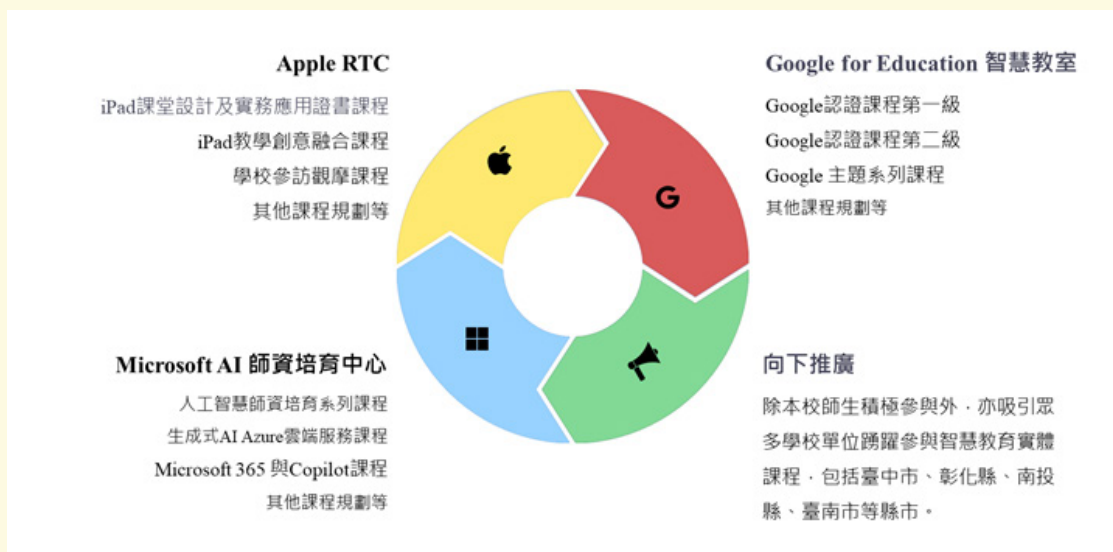 Apple RTC
iPad課堂設計及實務應用證書課程
iPad教學創意融合課程
學校參訪觀摩課程
其他課程規劃等
Google for Education 智慧教室
Google認證課程第一級
Google認證課程第二級
Google 主題系列課程
其他課程規劃等
Microsoft AI 師資培育中心
人工智慧師資培育系列課程
生成式AI Azure雲端服務課程
Microsoft 365 與Copilot課程
其他課程規劃等
向下推廣
除本校師生積極參與外，亦吸引眾
多學校單位踴躍參與智慧教育實體
課程，包括臺中市、彰化縣、南投
縣、臺南市等縣市。